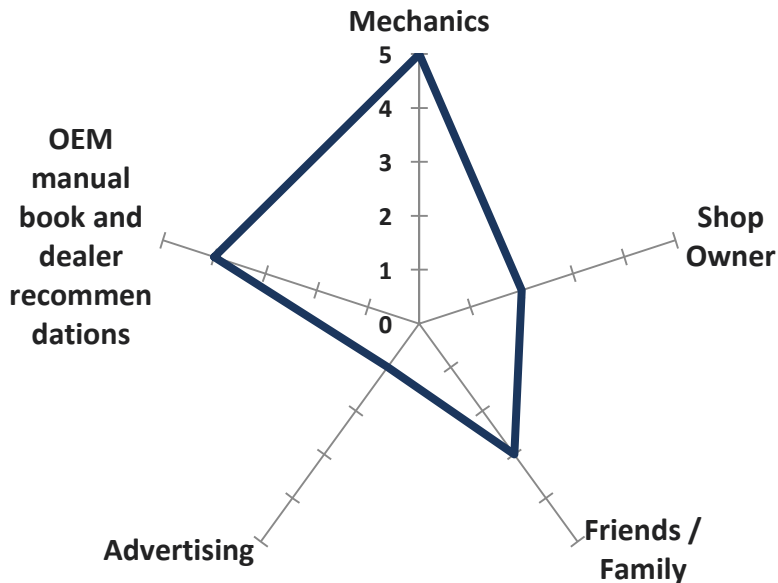 Mechanics
5
4
3
2
1
0
OEM
manual
book and
dealer
recommen
dations
Shop
Owner
Advertising
Friends /
Family